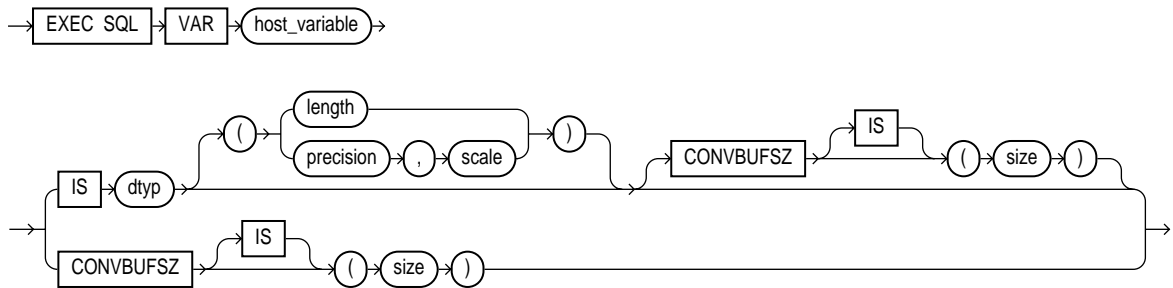 EXEC SQL VAR host_variable
length
( ) IS
precision , scale CONVBUFSZ ( size )
IS dtyp
IS
CONVBUFSZ ( size )